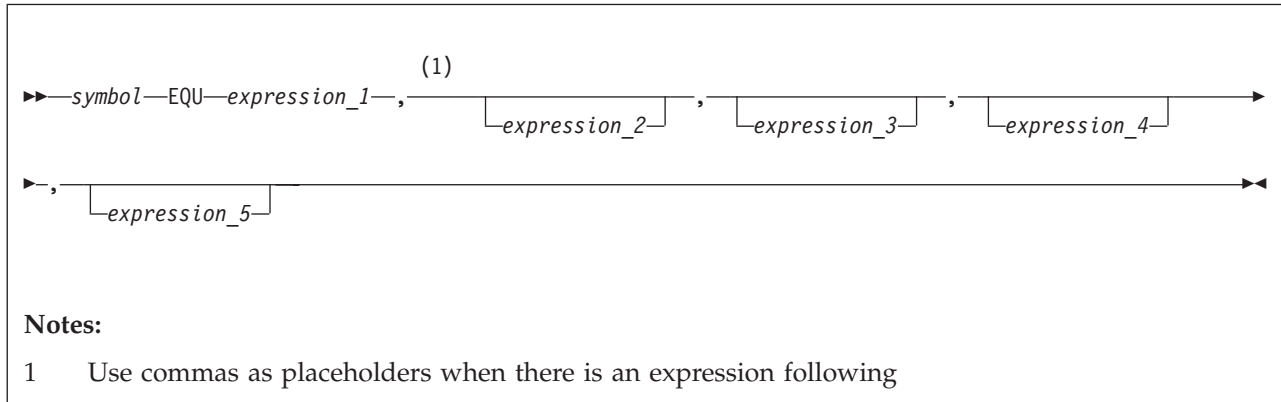 (1)
symbol EQU expression_1 , , ,
expression_2 expression_3 expression_4
,
expression_5
Notes:
1 Use commas as placeholders when there is an expression following